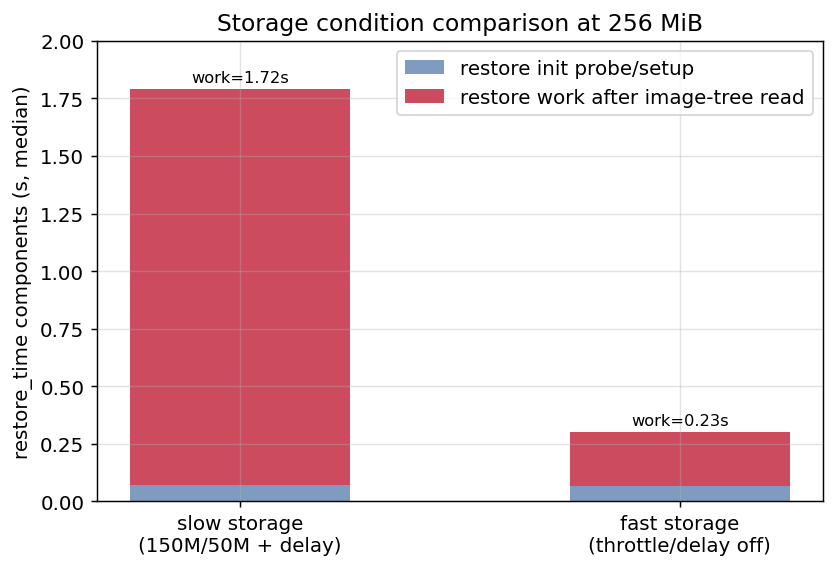 Storage condition comparison at 256 MiB
restore_time components (s, median)
2.00
1.75
1.50
1.25
1.00
0.75
0.50
0.25
0.00
restore init probe/setup
restore work after image-tree read
work=1.72s
work=0.23s
slow storage
(150M/50M + delay)
fast storage
(throttle/delay off)